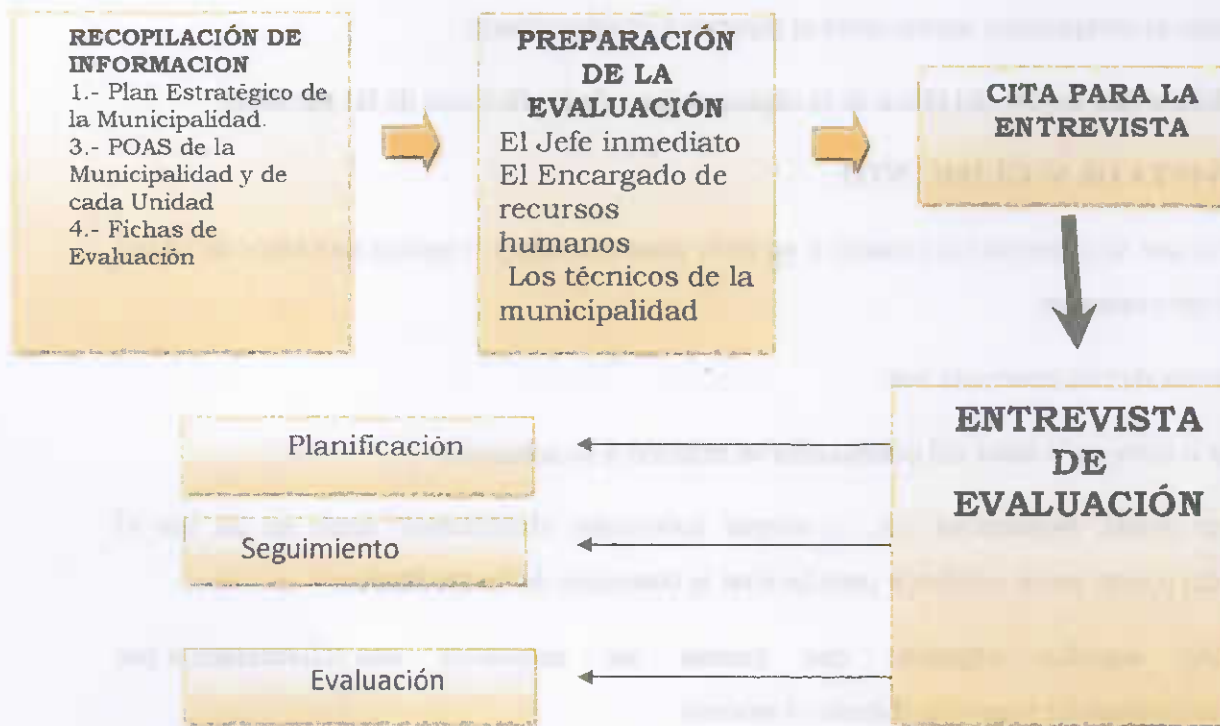 RECOPILACIÓN DE
INFORMACION
1.- Plan Estratégico de
la Municipalidad.
3.- POAS de la
Municipalidad y de
cada Unidad
4.- Fichas de
Evaluación
PREPARACIÓN
DE LA
EVALUACIÓN
El Jefe inmediato
El Encargado de
recursos
humanos
Los técnicos de la
municipalidad
CITA PARA LA
ENTREVISTA
ENTREVISTA
DE
EVALUACIÓN
Planificación
Seguimiento
Evaluación